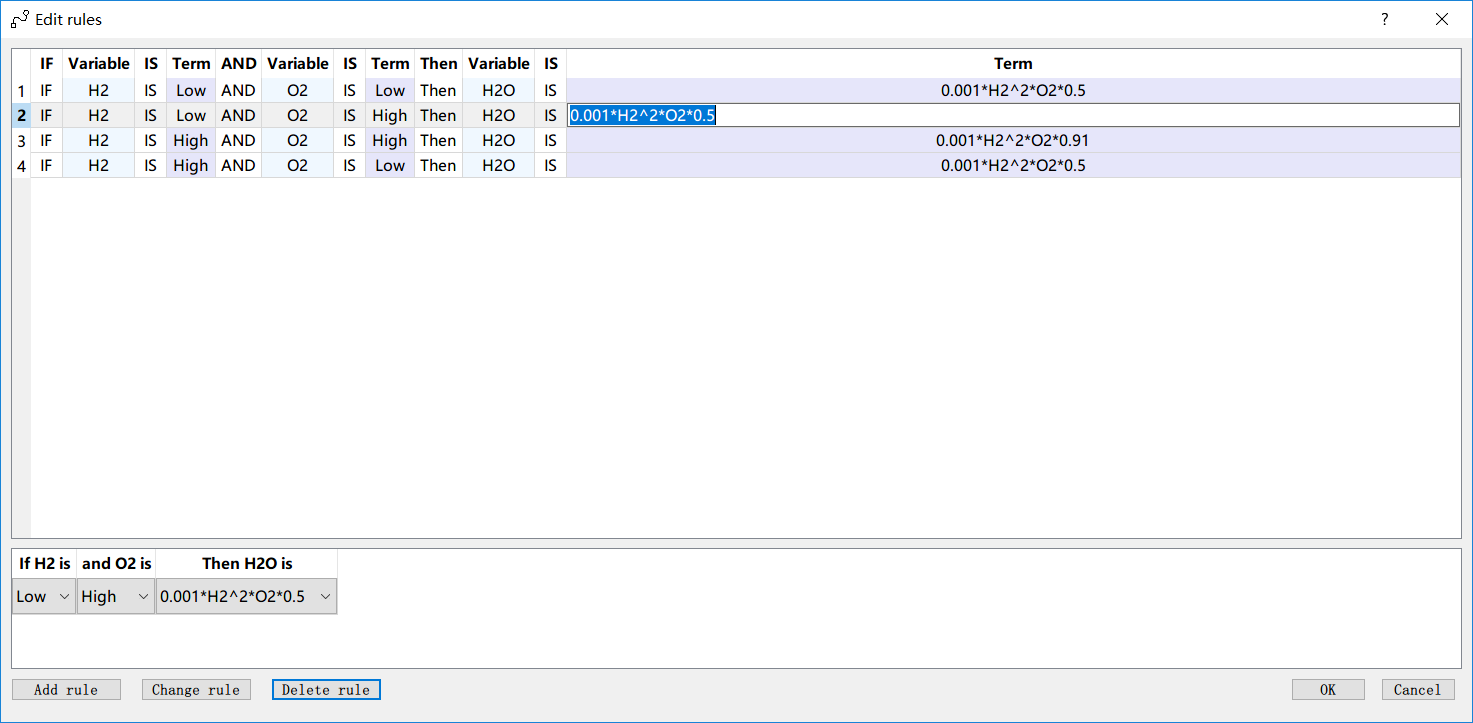 Edit rules ?
IF Variable IS Term AND Variable IS Term Then Variable IS Term
1 IF H2 IS Low AND O2 IS Low Then H2O IS 0.001*H2^2*O2*0.5
2 IF H2 IS Low AND O2 IS High Then H2O IS 0.001*H2^2*O2*0.5
3 IF H2 IS High AND O2 IS High Then H2O IS 0.001*H2^2*O2*0.91
4 IF H2 IS High AND O2 IS Low Then H2O IS 0.001*H2^2*O2*0.5
If H2 is and O2 is Then H2O is
Low High 0.001*H2^2*O2*0.5
Add rule Change rule Delete rule OK Cancel